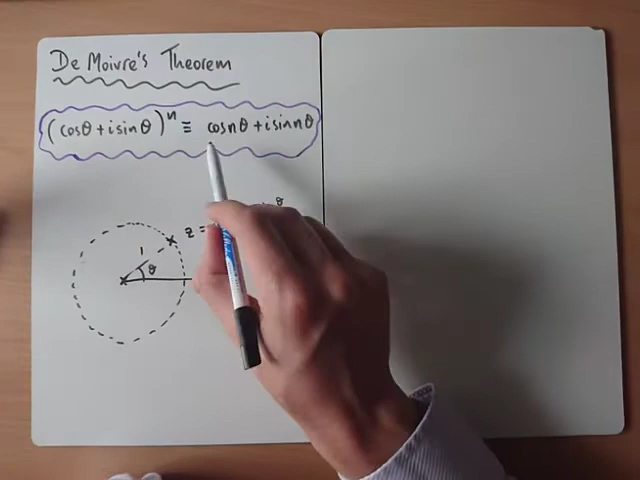 De Moivre's Theorem
(cosθ + isinθ)ⁿ ≡ cosnθ + isinnθ
z =
θ
1
θ